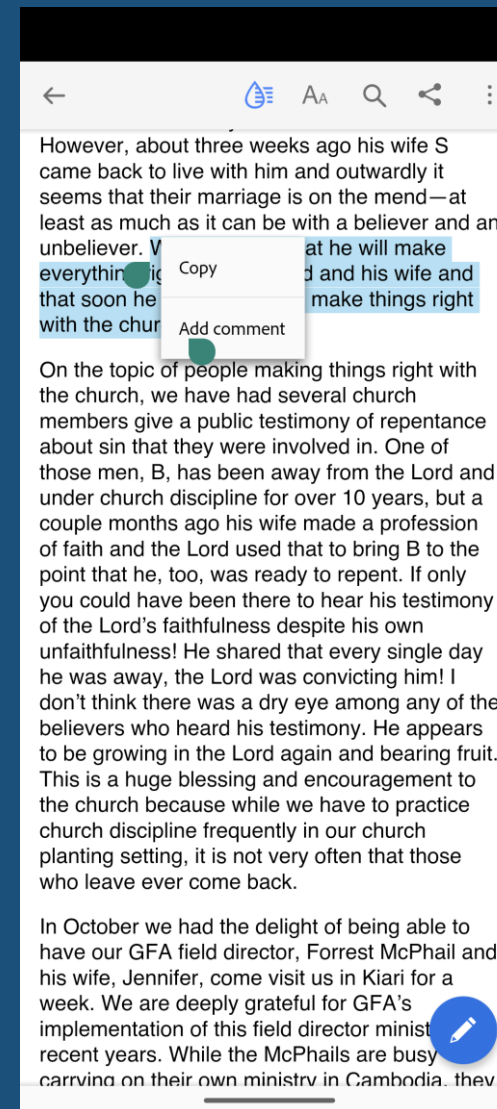 AA
However, about three weeks ago his wife S
came back to live with him and outwardly it
seems that their marriage is on the mend—at
least as much as it can be with a believer and an
unbeliever. at he will make
d and his wife and
that soon he make things right
with the chur
Copy
Add comment
On the topic of people making things right with
the church, we have had several church
members give a public testimony of repentance
about sin that they were involved in. One of
those men, B, has been away from the Lord and
under church discipline for over 10 years, but a
couple months ago his wife made a profession
of faith and the Lord used that to bring B to the
point that he, too, was ready to repent. If only
you could have been there to hear his testimony
of the Lord’s faithfulness despite his own
unfaithfulness! He shared that every single day
he was away, the Lord was convicting him! I
don’t think there was a dry eye among any of the
believers who heard his testimony. He appears
to be growing in the Lord again and bearing fruit.
This is a huge blessing and encouragement to
the church because while we have to practice
church discipline frequently in our church
planting setting, it is not very often that those
who leave ever come back.
In October we had the delight of being able to
have our GFA field director, Forrest McPhail and
his wife, Jennifer, come visit us in Kiari for a
week. We are deeply grateful for GFA’s
implementation of this field director minist
recent years. While the McPhails are busy
carrying on their own ministry in Cambodia, they